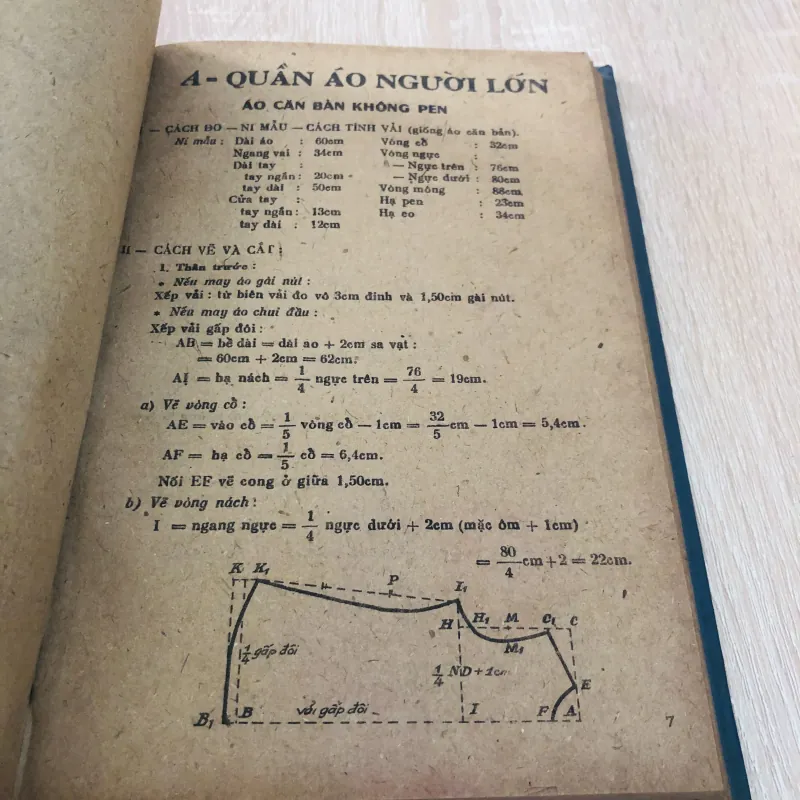 A - QUẦN ÁO NGƯỜI LỚN
ÁO CĂN BẢN KHÔNG PEN
— CÁCH ĐO — NI MẪU — CÁCH TÍNH VẢI (giống áo căn bản).
Ni mẫu : Dài áo : 60cm Vòng cổ : 32cm
Ngang vai : 34cm Vòng ngực :
Dài tay : — Ngực trên : 76cm
tay ngắn : 20cm — Ngực dưới : 80cm
tay dài : 50cm Vòng mông : 88cm
Cửa tay : Hạ pen : 23cm
tay ngắn : 13cm Hạ eo : 34cm
tay dài : 12cm
II — CÁCH VẼ VÀ CẮT :
1. Thân trước :
• Nếu may áo gài nút :
Xếp vải : từ biên vải đo vô 3cm đinh và 1,50cm gài nút.
• Nếu may áo chui đầu :
Xếp vải gấp đôi :
AB = bề dài = dài áo + 2cm sa vạt :
= 60cm + 2cm = 62cm.
AI = hạ nách = 1/4 ngực trên = 76/4 = 19cm.
a) Vẽ vòng cổ :
AE = vào cổ = 1/5 vòng cổ — 1cm = 32/5 cm — 1cm = 5,4cm.
AF = hạ cổ = 1/5 cổ = 6,4cm.
Nối EF vẽ cong ở giữa 1,50cm.
b) Vẽ vòng nách :
I = ngang ngực = 1/4 ngực dưới + 2cm (mặc ôm + 1cm)
= 80/4 cm + 2 = 22cm.
K K1 P I1
H H1 M C1 C
M1
1/4 gấp đôi 1/4 ND + 1cm
E
B1 B vải gấp đôi I F A
7